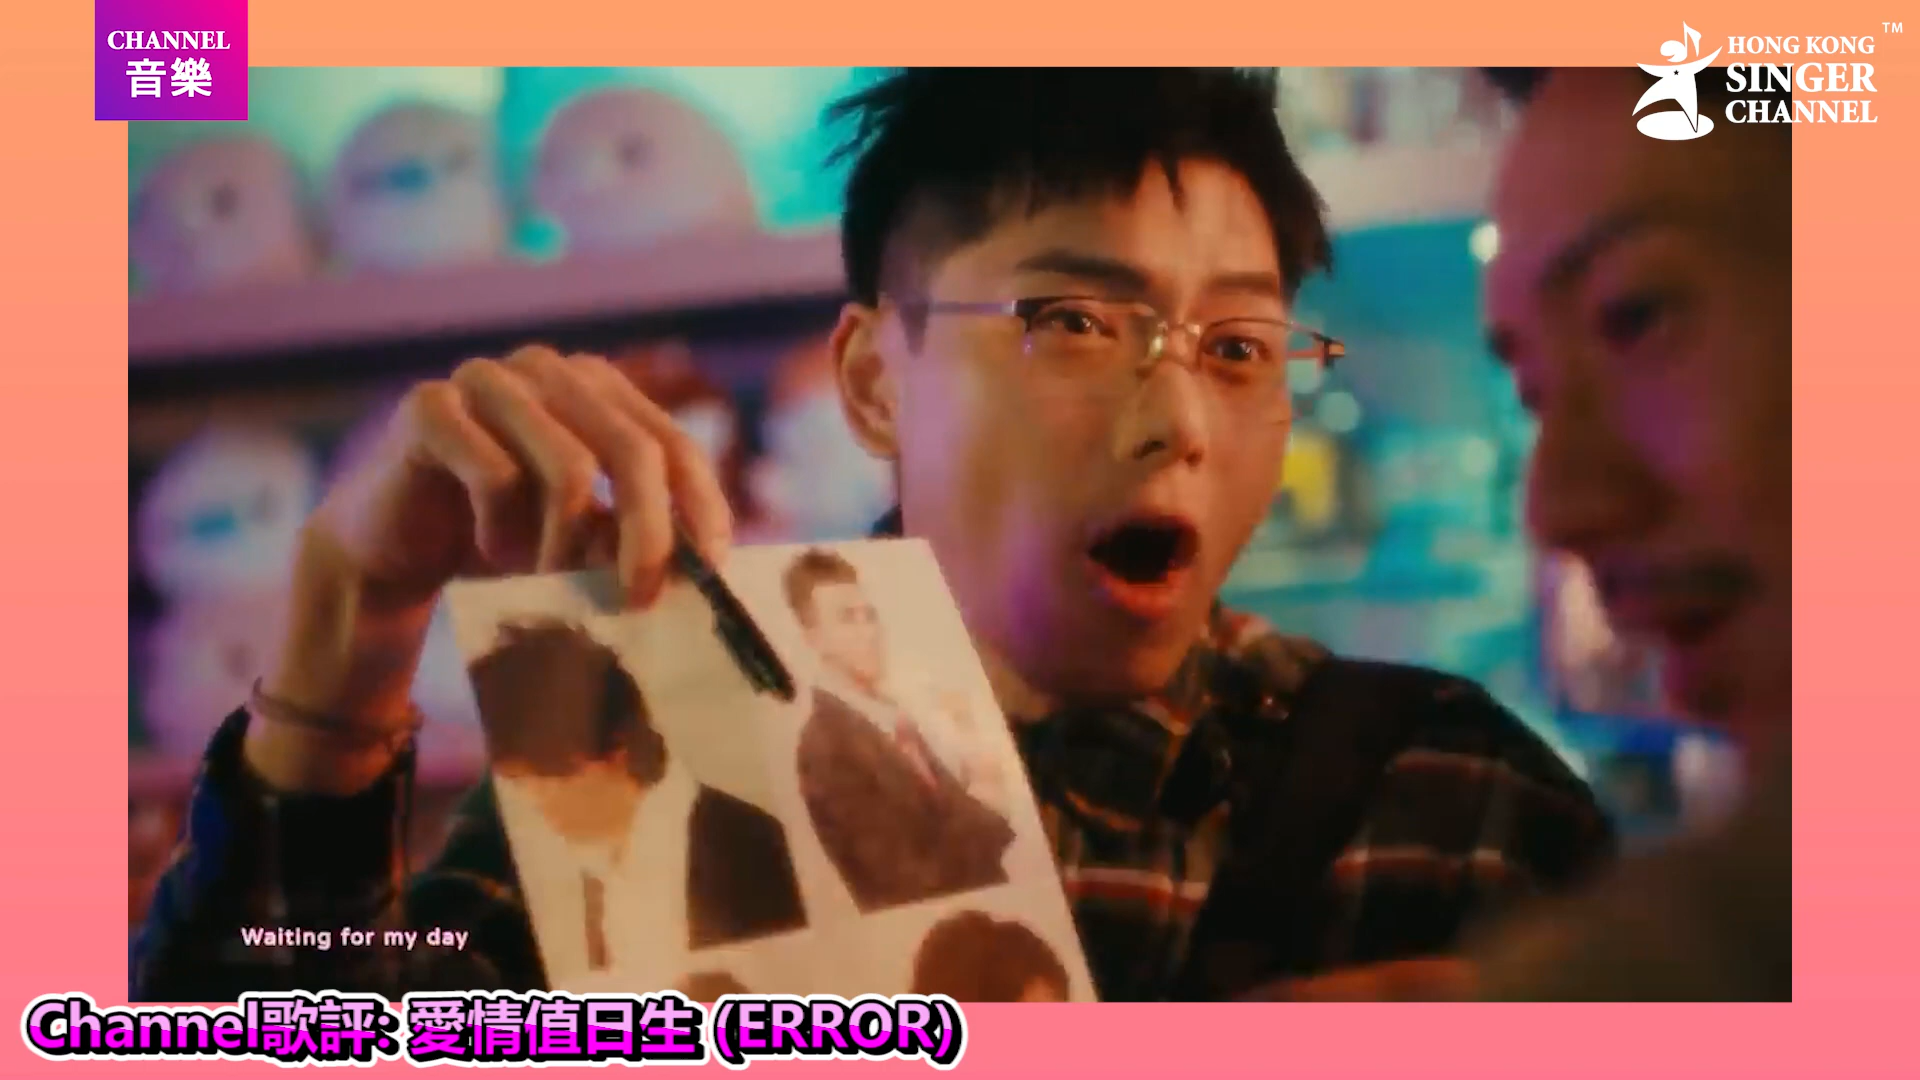 CHANNEL
音樂
HONG KONG
SINGER
CHANNEL
TM
Waiting for my day
Channel歌評: 愛情值日生 (ERROR)